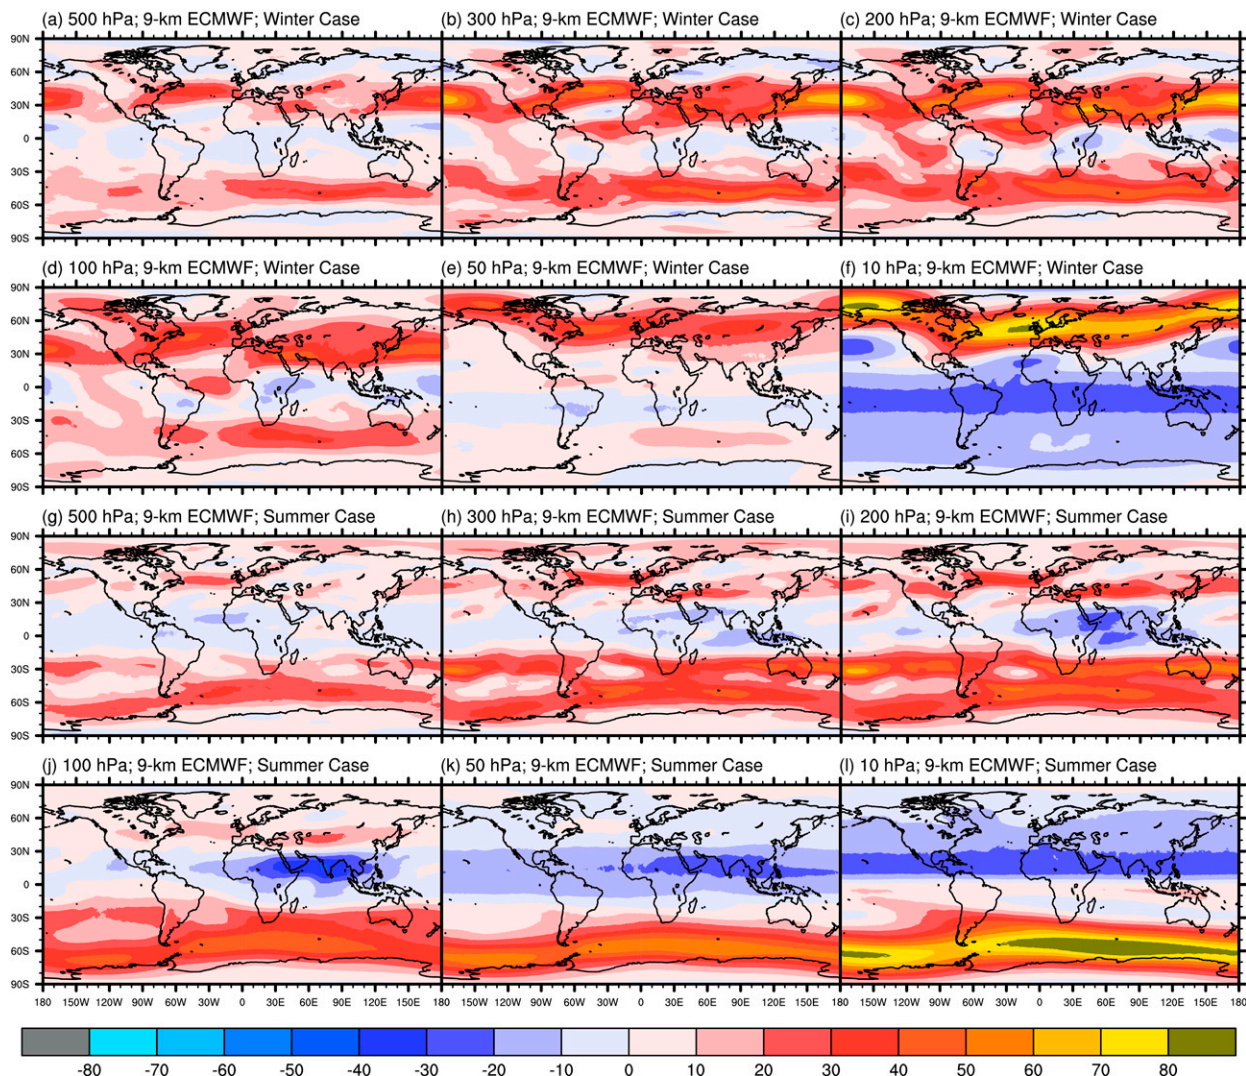 (a) 500 hPa; 9-km ECMWF; Winter Case (b) 300 hPa; 9-km ECMWF; Winter Case (c) 200 hPa; 9-km ECMWF; Winter Case
90N
60N
30N
0
30S
60S
90S
(d) 100 hPa; 9-km ECMWF; Winter Case (e) 50 hPa; 9-km ECMWF; Winter Case (f) 10 hPa; 9-km ECMWF; Winter Case
90N
60N
30N
0
30S
60S
90S
(g) 500 hPa; 9-km ECMWF; Summer Case (h) 300 hPa; 9-km ECMWF; Summer Case (i) 200 hPa; 9-km ECMWF; Summer Case
90N
60N
30N
0
30S
60S
90S
(j) 100 hPa; 9-km ECMWF; Summer Case (k) 50 hPa; 9-km ECMWF; Summer Case (l) 10 hPa; 9-km ECMWF; Summer Case
90N
60N
30N
0
30S
60S
90S
180 150W 120W 90W 60W 30W 0 30E 60E 90E 120E 150E 180 150W 120W 90W 60W 30W 0 30E 60E 90E 120E 150E 180 150W 120W 90W 60W 30W 0 30E 60E 90E 120E 150E 180
-80 -70 -60 -50 -40 -30 -20 -10 0 10 20 30 40 50 60 70 80